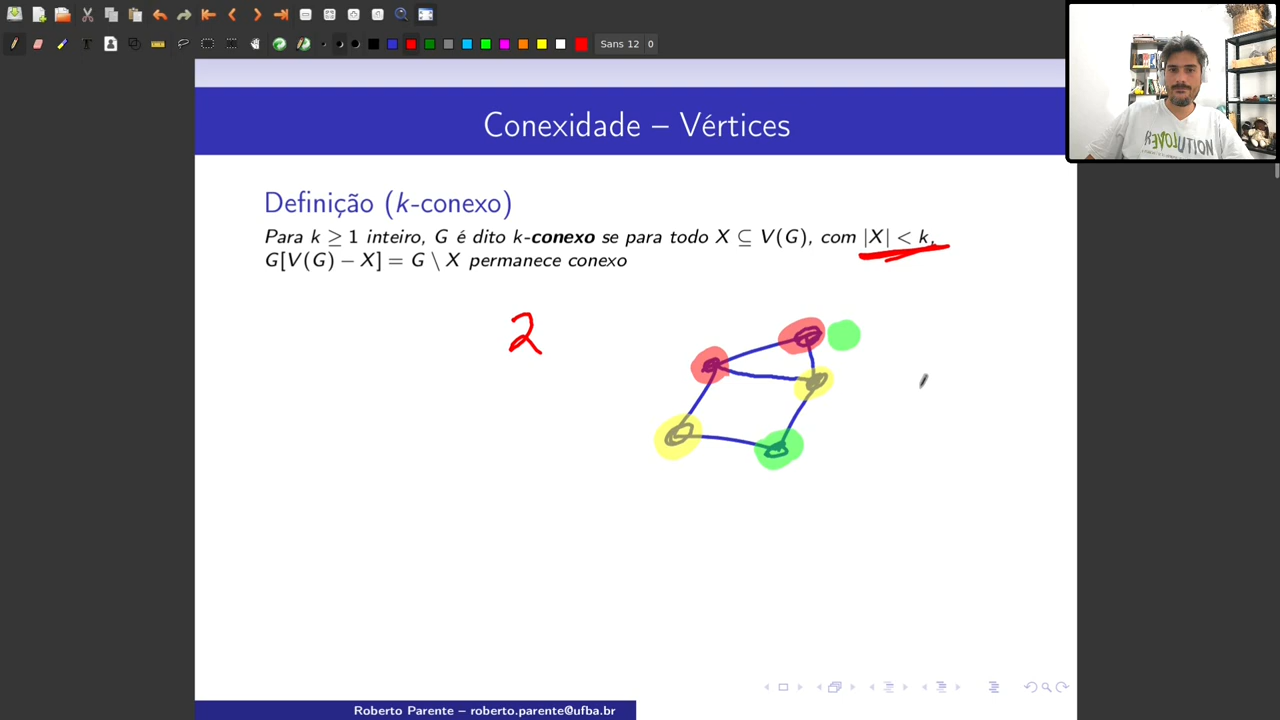 Sans 12 0
Conexidade – Vértices
Definição (k-conexo)
Para k ≥ 1 inteiro, G é dito k-conexo se para todo X ⊆ V(G), com |X| < k,
G[V(G) − X] = G \ X permanece conexo
2
Roberto Parente – roberto.parente@ufba.br